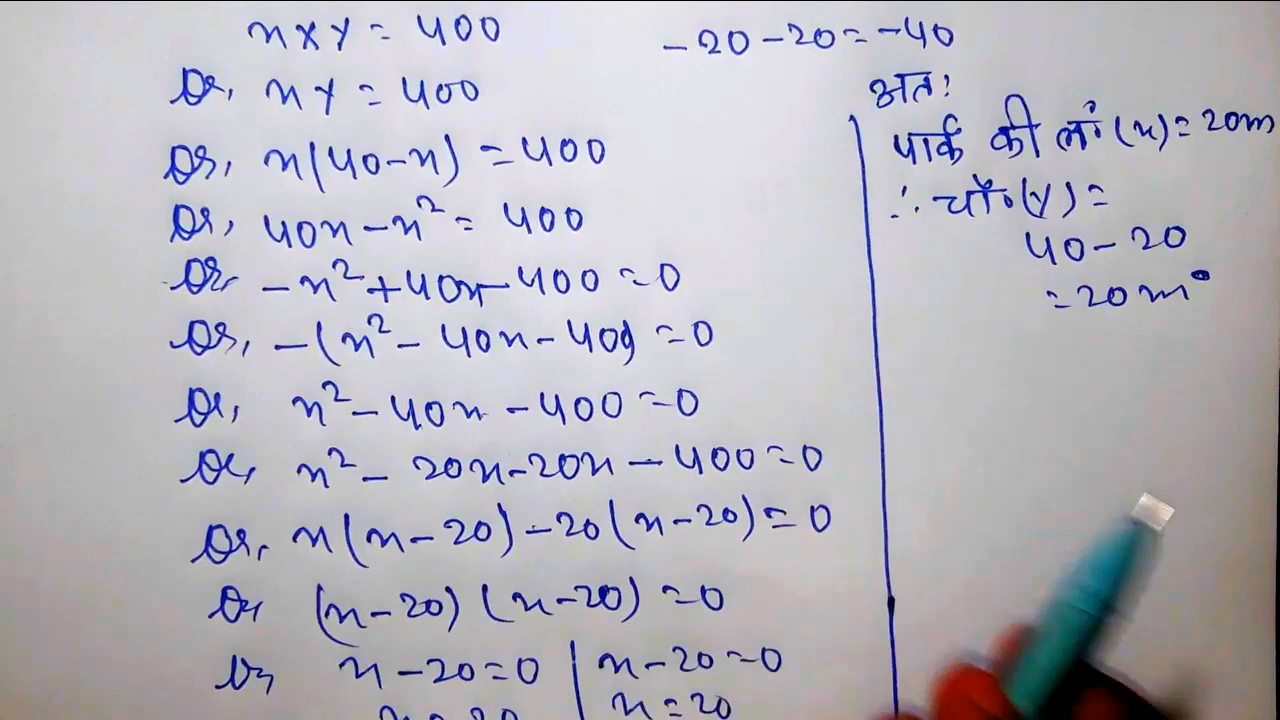 x × y = 400
Or, xy = 400
Or, x(40-x) = 400
Or, 40x - x² = 400
Or, -x² + 40x - 400 = 0
Or, -(x² - 40x - 400) = 0
Or, x² - 40x - 400 = 0
Or, x² - 20x - 20x - 400 = 0
Or, x(x-20) - 20(x-20) = 0
Or (x-20) (x-20) = 0
Or x - 20 = 0 | x - 20 = 0
x = 20 | x = 20
-20 - 20 = -40
अतः
पार्क की लं॰(x) = 20m
∴ चौ॰(y) =
40 - 20
= 20m